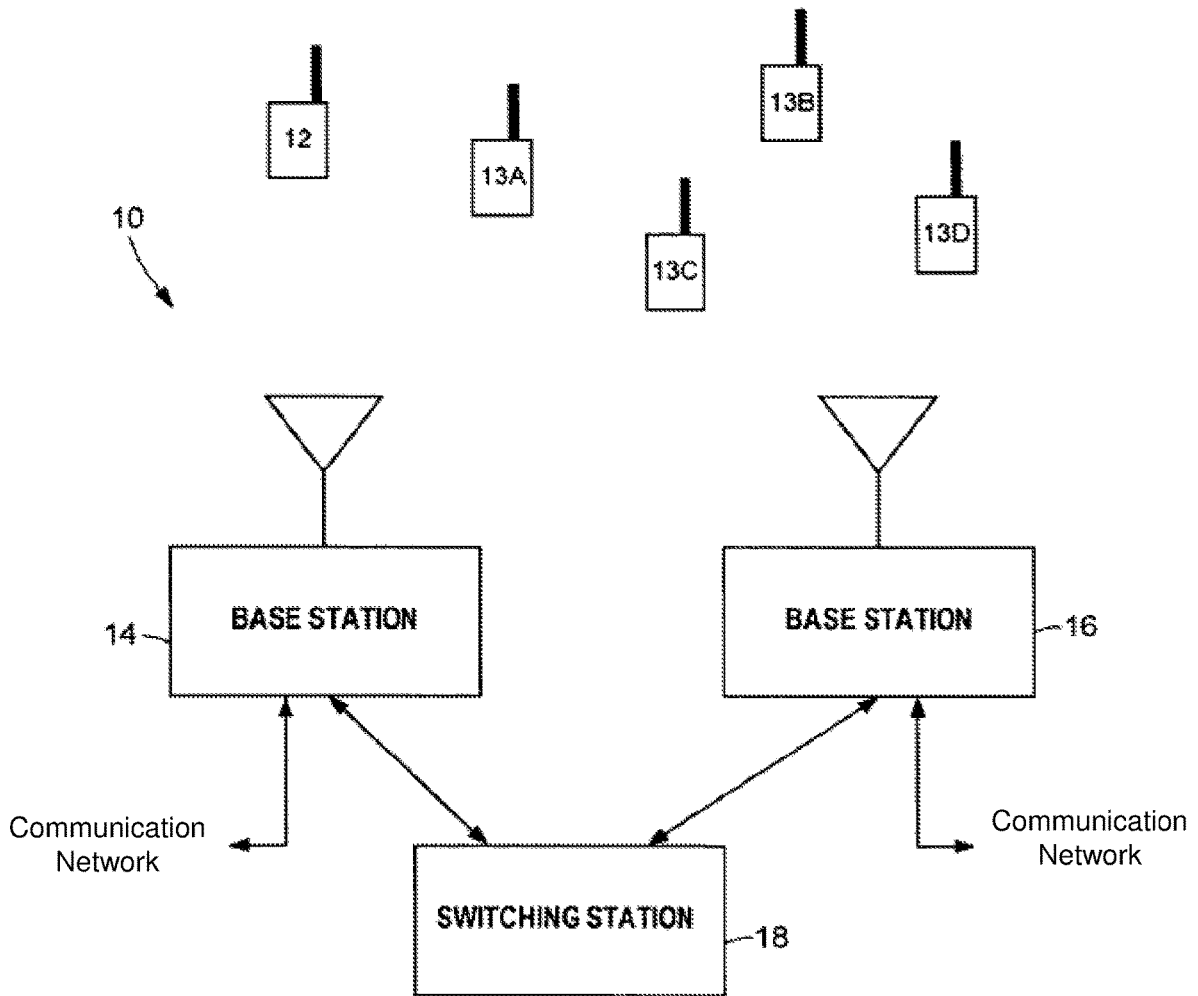 13B
12
13A
13D
10
13C
BASE STATION
14
BASE STATION
16
Communication
Network
Communication
Network
SWITCHING STATION
18